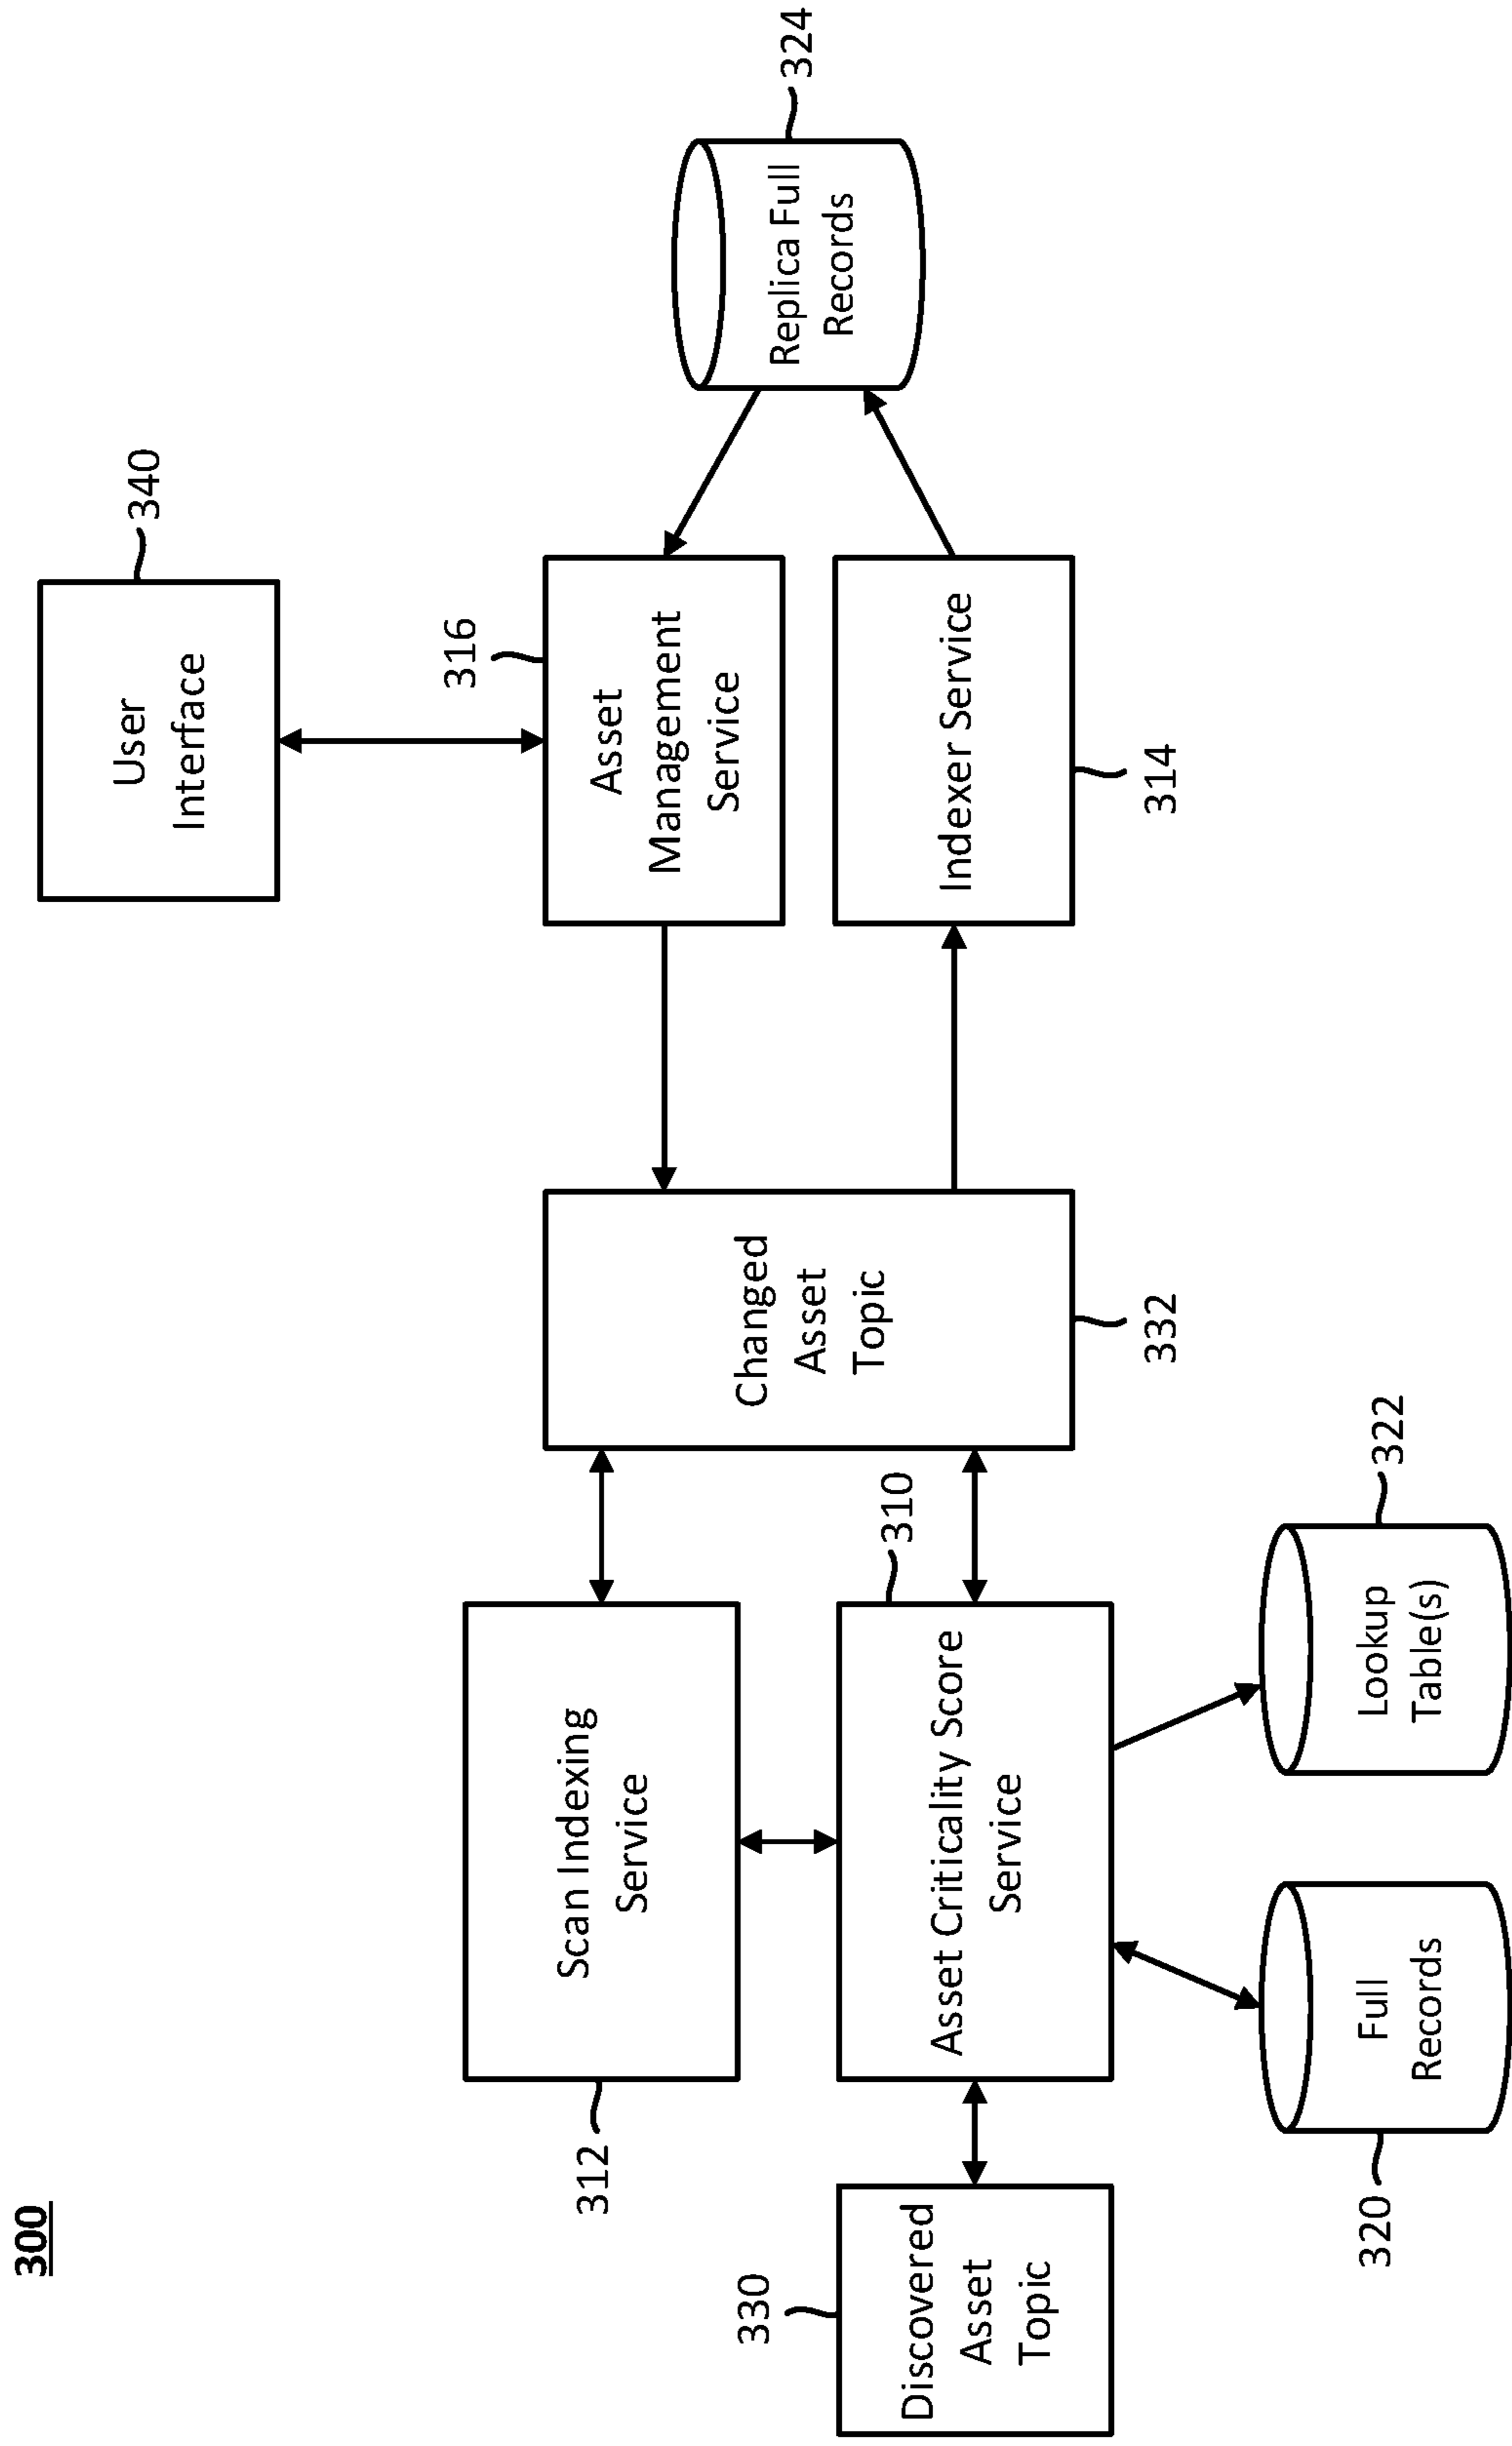 300
User
Interface
340
316
Asset
Management
Service
Replica Full
Records
324
Indexer Service
314
Changed
Asset
Topic
332
312
Scan Indexing
Service
310
Asset Criticality Score
Service
330
Discovered
Asset
Topic
320
Full
Records
Lookup
Table(s)
322